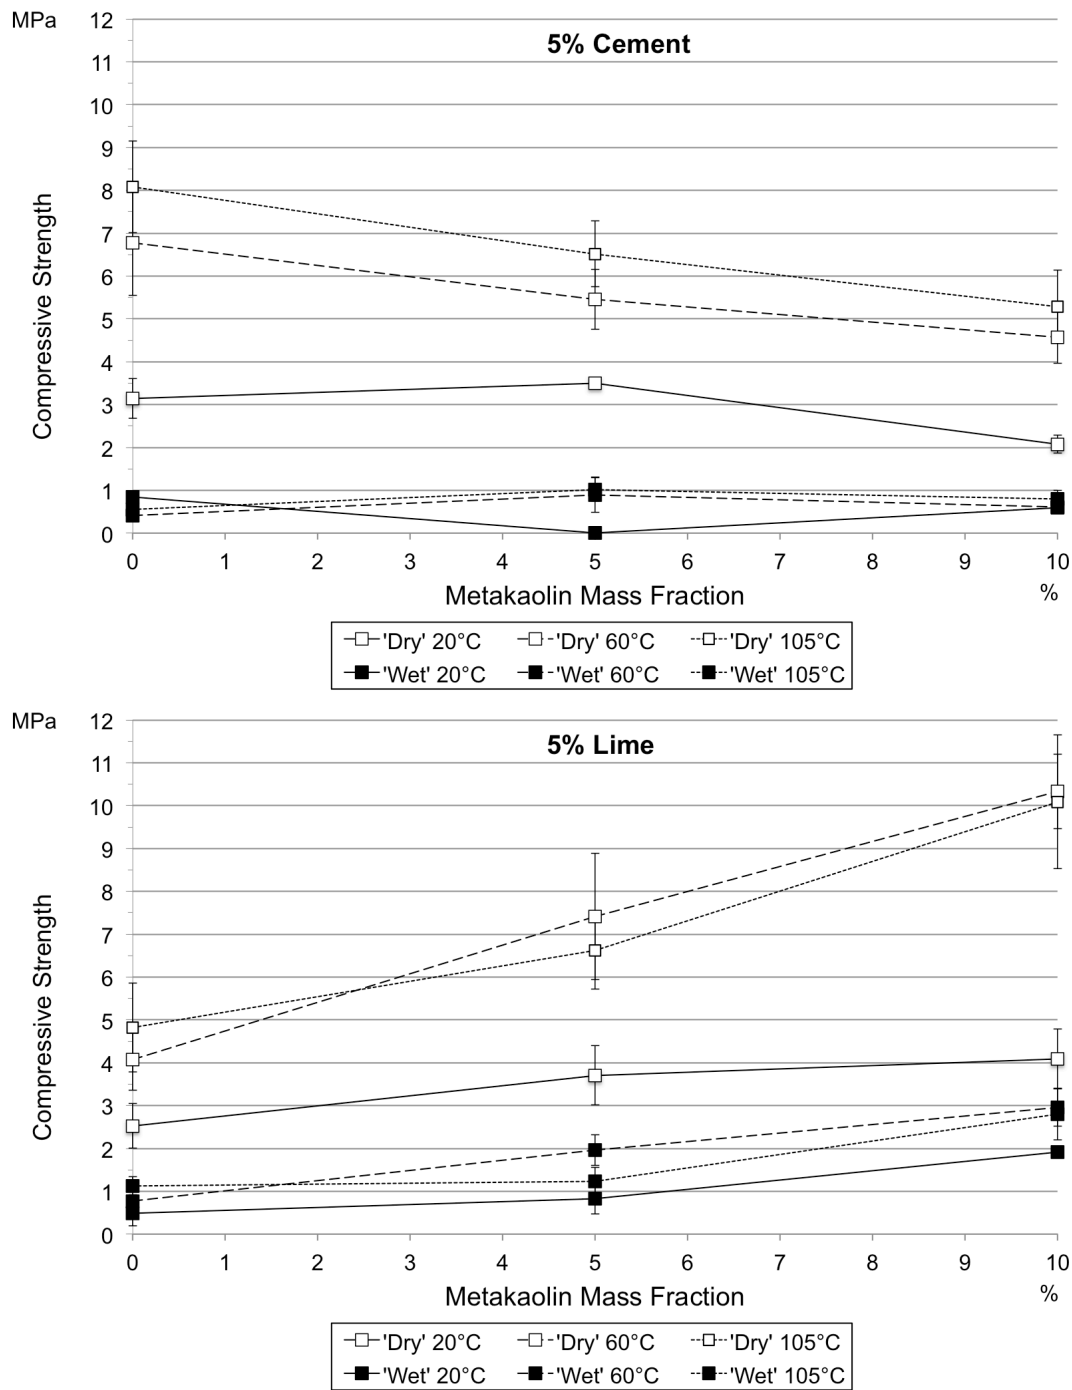 MPa
5% Cement
12
11
10
9
8
7
6
5
4
3
2
1
0
Compressive Strength
0 1 2 3 4 5 6 7 8 9 10
Metakaolin Mass Fraction %
'Dry' 20°C 'Dry' 60°C 'Dry' 105°C
'Wet' 20°C 'Wet' 60°C 'Wet' 105°C
MPa
5% Lime
12
11
10
9
8
7
6
5
4
3
2
1
0
Compressive Strength
0 1 2 3 4 5 6 7 8 9 10
Metakaolin Mass Fraction %
'Dry' 20°C 'Dry' 60°C 'Dry' 105°C
'Wet' 20°C 'Wet' 60°C 'Wet' 105°C